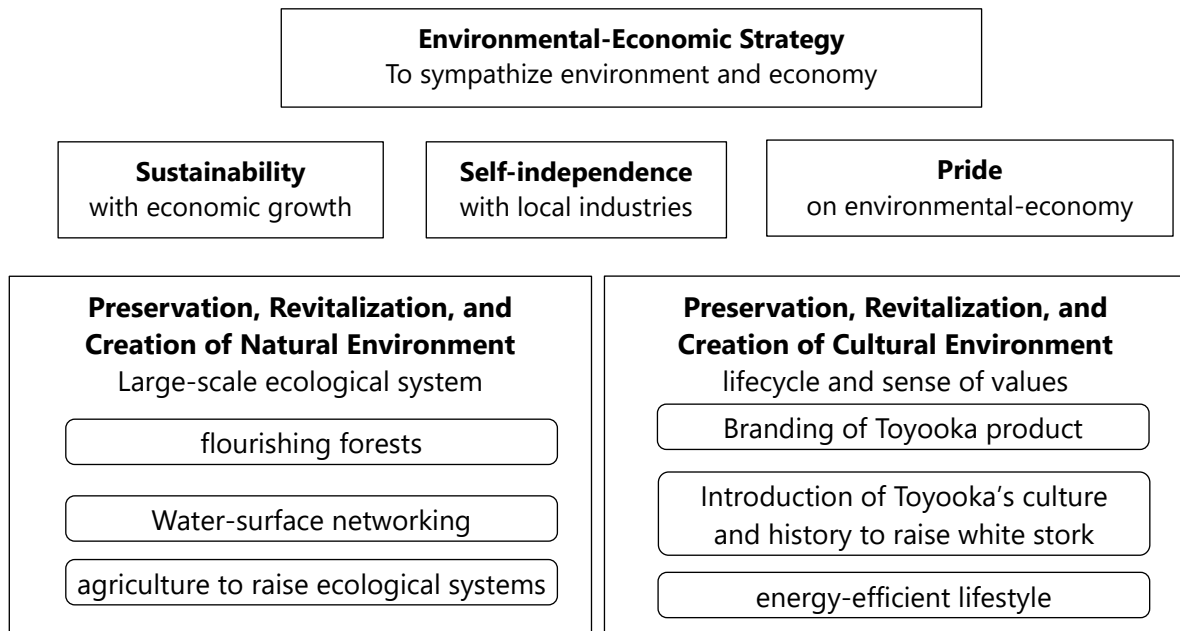 Environmental-Economic Strategy
To sympathize environment and economy
Sustainability
with economic growth
Self-independence
with local industries
Pride
on environmental-economy
Preservation, Revitalization, and
Creation of Natural Environment
Large-scale ecological system
flourishing forests
Water-surface networking
agriculture to raise ecological systems
Preservation, Revitalization, and
Creation of Cultural Environment
lifecycle and sense of values
Branding of Toyooka product
Introduction of Toyooka’s culture
and history to raise white stork
energy-efficient lifestyle